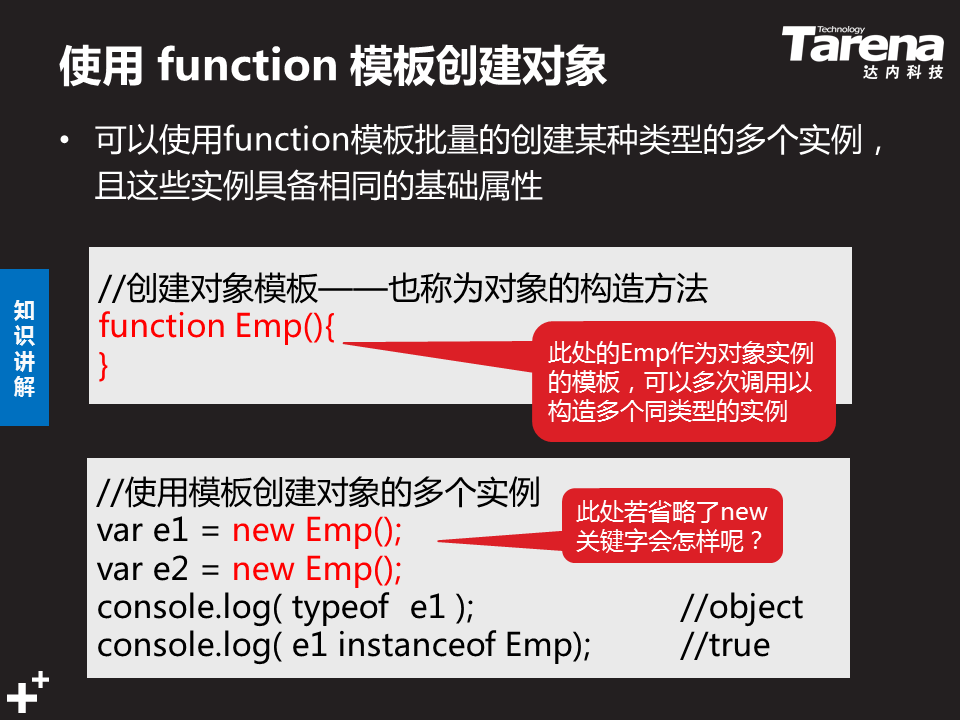 使用 function 模板创建对象
Technology
Tarena
达内科技
• 可以使用function模板批量的创建某种类型的多个实例，
且这些实例具备相同的基础属性
知
识
讲
解
//创建对象模板——也称为对象的构造方法
function Emp(){
}
此处的Emp作为对象实例
的模板，可以多次调用以
构造多个同类型的实例
//使用模板创建对象的多个实例
var e1 = new Emp();
此处若省略了new
关键字会怎样呢？
var e2 = new Emp();
console.log( typeof  e1 ); //object
console.log( e1 instanceof Emp); //true